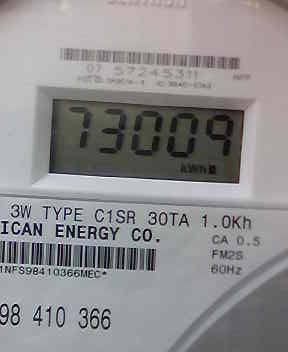 07 57245311
73009
kWh
3W TYPE C1SR 30TA 1.0Kh
ICAN ENERGY CO.
CA 0.5
FM2S
60Hz
1NFS98410366MEC*
98 410 366